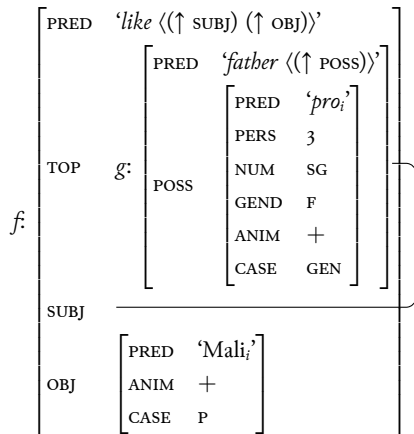 PRED ‘like ⟨(↑ SUBJ) (↑ OBJ)⟩’
PRED ‘father ⟨(↑ POSS)⟩’
PRED ‘proᵢ’
PERS 3
TOP g: NUM SG
POSS GEND F
f: ANIM +
CASE GEN
SUBJ
PRED ‘Maliᵢ’
OBJ ANIM +
CASE P